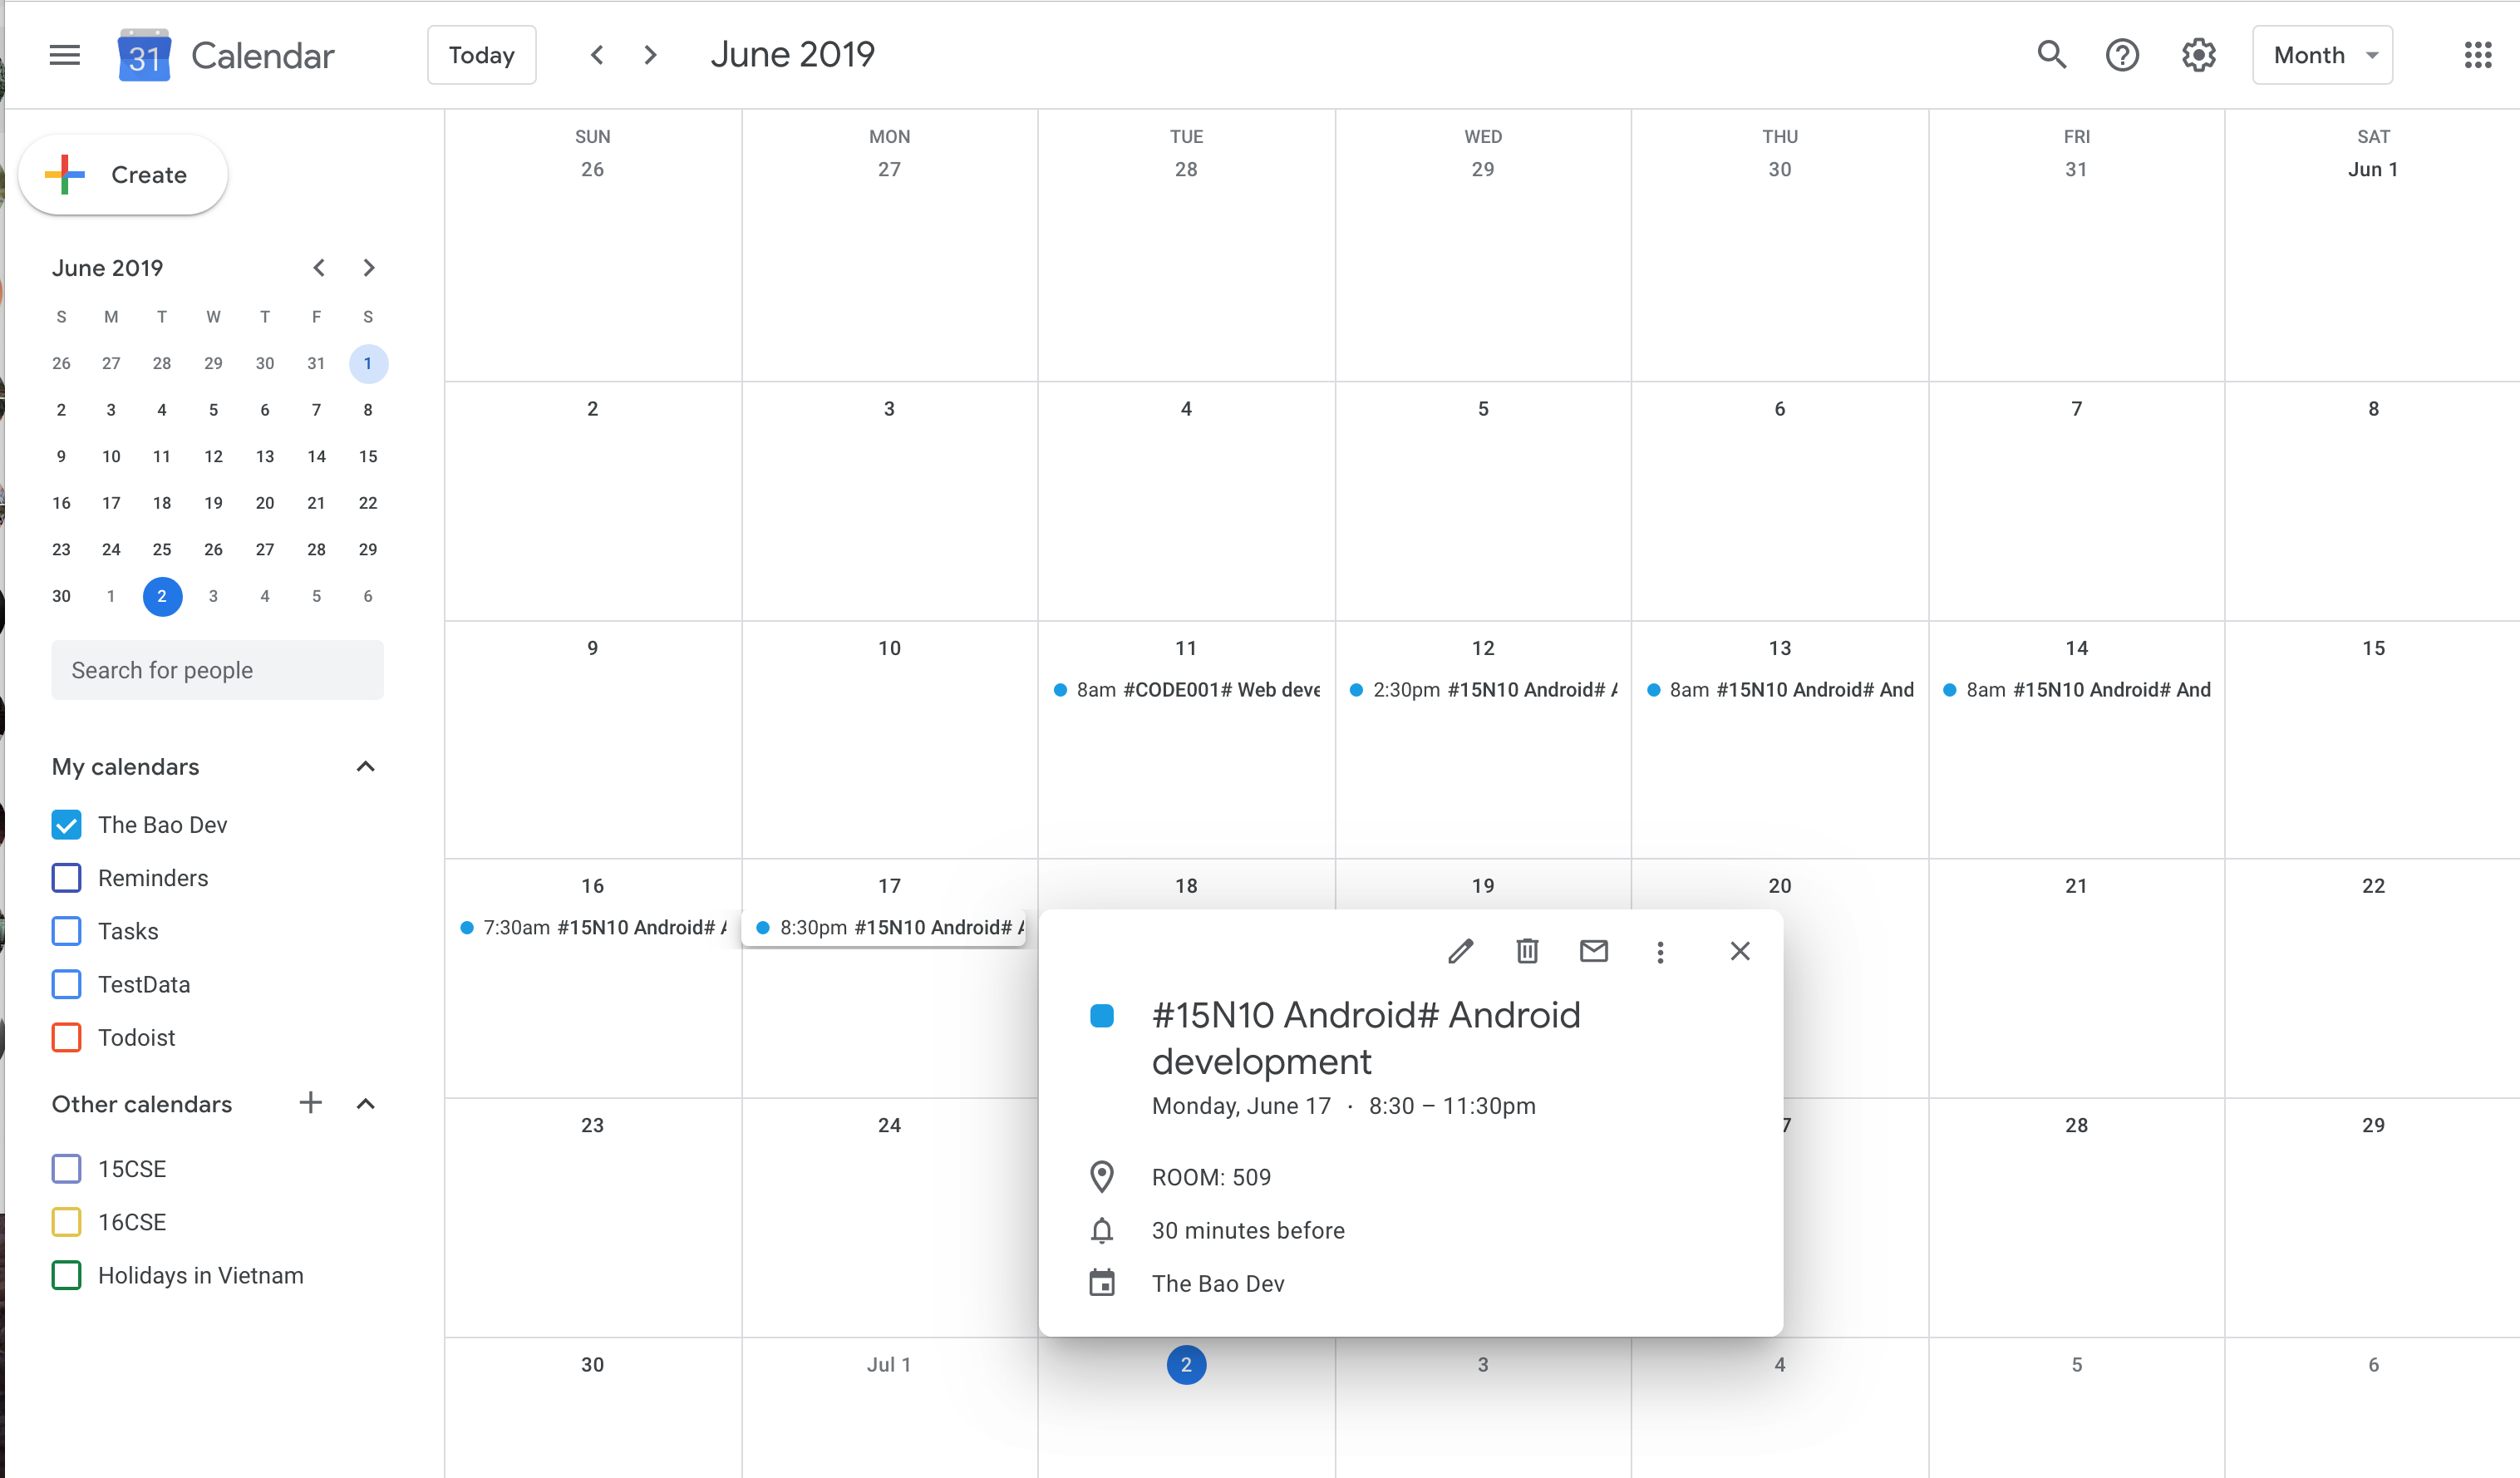 31 Calendar Today June 2019 Month
Create
June 2019
S M T W T F S
26 27 28 29 30 31 1
2 3 4 5 6 7 8
9 10 11 12 13 14 15
16 17 18 19 20 21 22
23 24 25 26 27 28 29
30 1 2 3 4 5 6
Search for people
My calendars
The Bao Dev
Reminders
Tasks
TestData
Todoist
Other calendars
15CSE
16CSE
Holidays in Vietnam
SUN MON TUE WED THU FRI SAT
26 27 28 29 30 31 Jun 1
2 3 4 5 6 7 8
9 10 11 12 13 14 15
8am #CODE001# Web deve
2:30pm #15N10 Android# A
8am #15N10 Android# And
8am #15N10 Android# And
16 17 18 19 20 21 22
7:30am #15N10 Android# A
8:30pm #15N10 Android# A
#15N10 Android# Android
development
Monday, June 17 · 8:30 – 11:30pm
ROOM: 509
30 minutes before
The Bao Dev
23 24 7 28 29
30 Jul 1 2 3 4 5 6